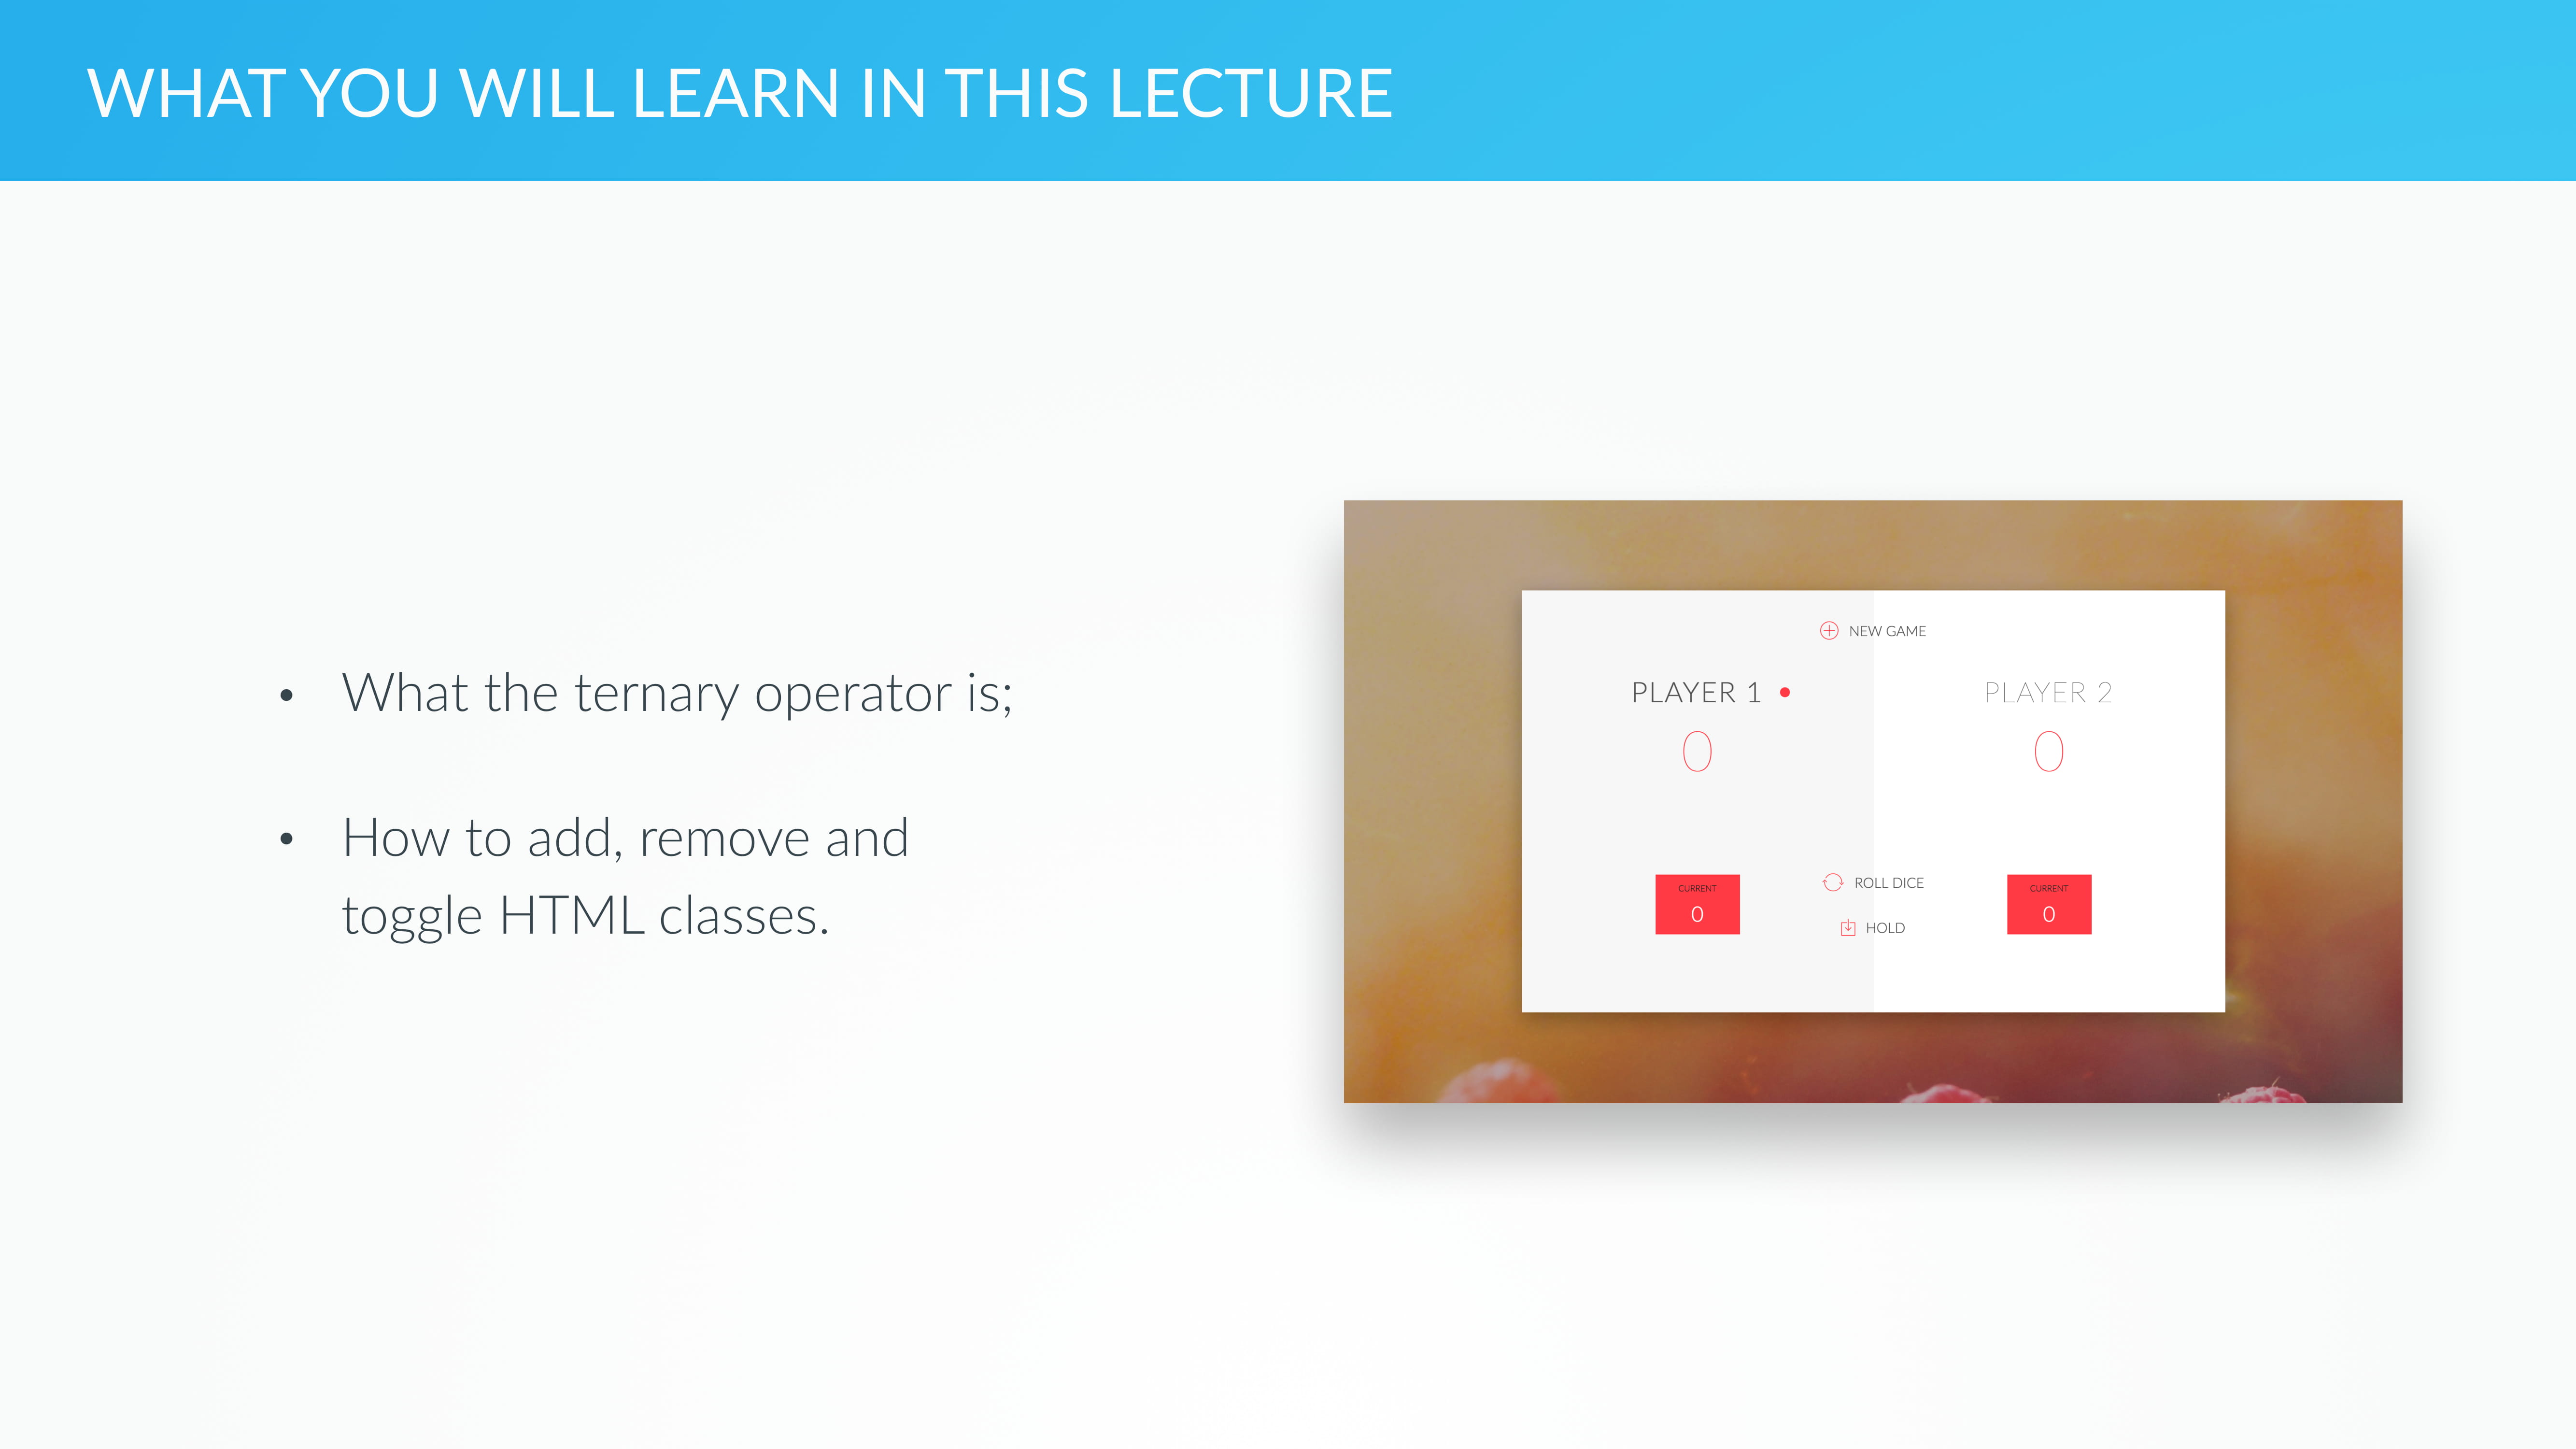 WHAT YOU WILL LEARN IN THIS LECTURE
• What the ternary operator is;
• How to add, remove and
toggle HTML classes.
NEW GAME
PLAYER 1
PLAYER 2
0
0
CURRENT
0
ROLL DICE
HOLD
CURRENT
0